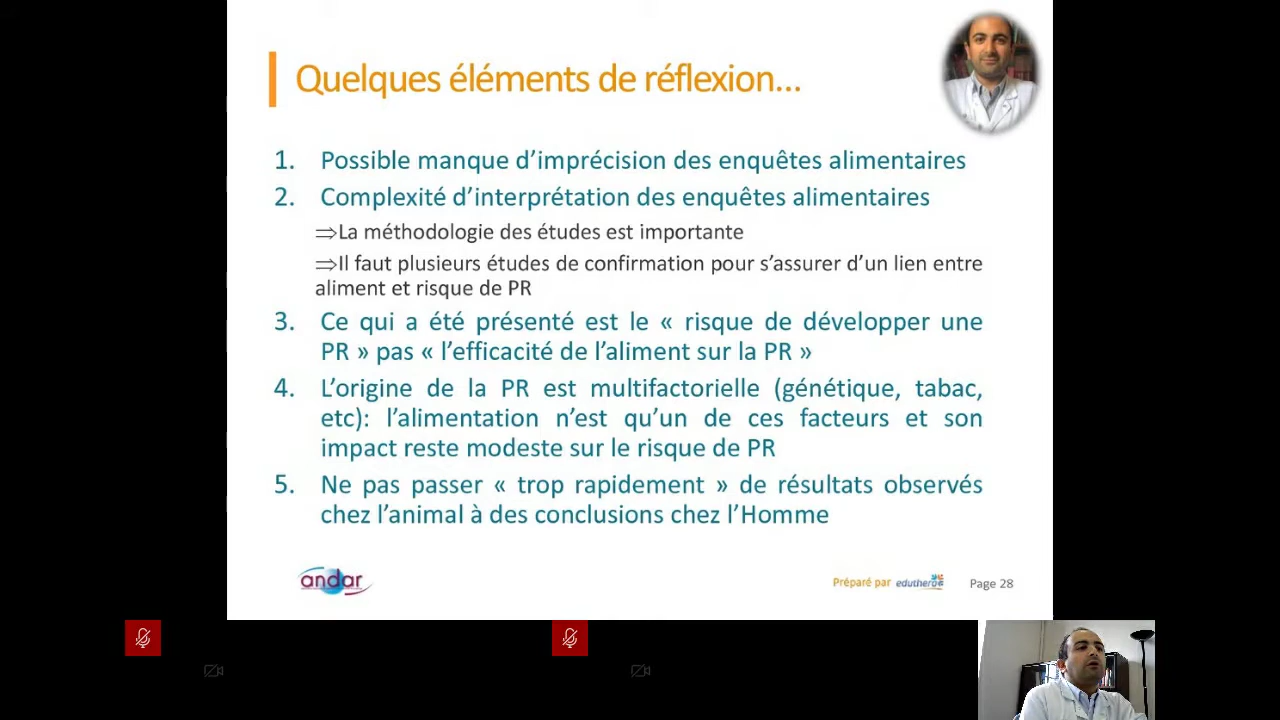 Quelques éléments de réflexion...
1. Possible manque d'imprécision des enquêtes alimentaires
2. Complexité d'interprétation des enquêtes alimentaires
⇒La méthodologie des études est importante
⇒Il faut plusieurs études de confirmation pour s'assurer d'un lien entre
aliment et risque de PR
3. Ce qui a été présenté est le « risque de développer une
PR » pas « l'efficacité de l'aliment sur la PR »
4. L'origine de la PR est multifactorielle (génétique, tabac,
etc): l'alimentation n'est qu'un de ces facteurs et son
impact reste modeste sur le risque de PR
5. Ne pas passer « trop rapidement » de résultats observés
chez l'animal à des conclusions chez l'Homme
andar
Préparé par eduthera
Page 28